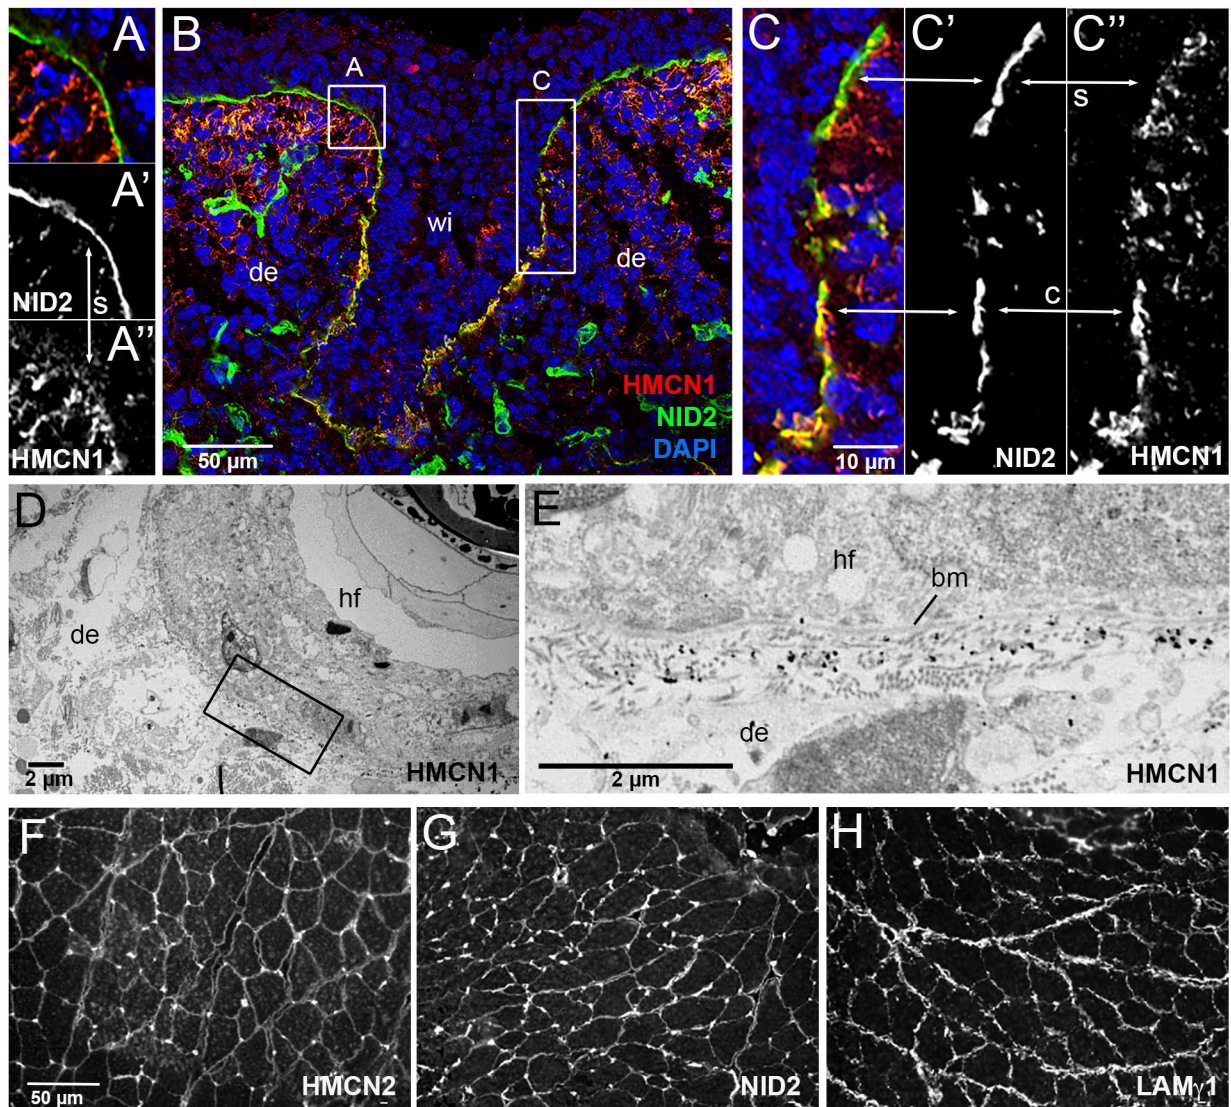 A
A'
NID2
s
A''
HMCN1
B
A
C
wi
de
de
HMCN1
NID2
DAPI
50 µm
C
C'
C''
s
c
10 µm
NID2
HMCN1
D
hf
de
2 µm
HMCN1
E
hf
bm
de
2 µm
HMCN1
F
50 µm
HMCN2
G
NID2
H
LAMγ1